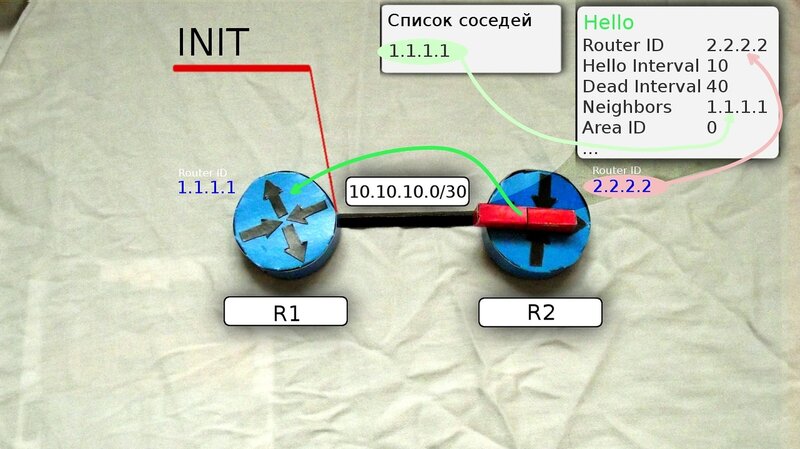 INIT
Список соседей
1.1.1.1
Hello
Router ID 2.2.2.2
Hello Interval 10
Dead Interval 40
Neighbors 1.1.1.1
Area ID 0
...
Router ID
1.1.1.1
10.10.10.0/30
Router ID
2.2.2.2
R1
R2